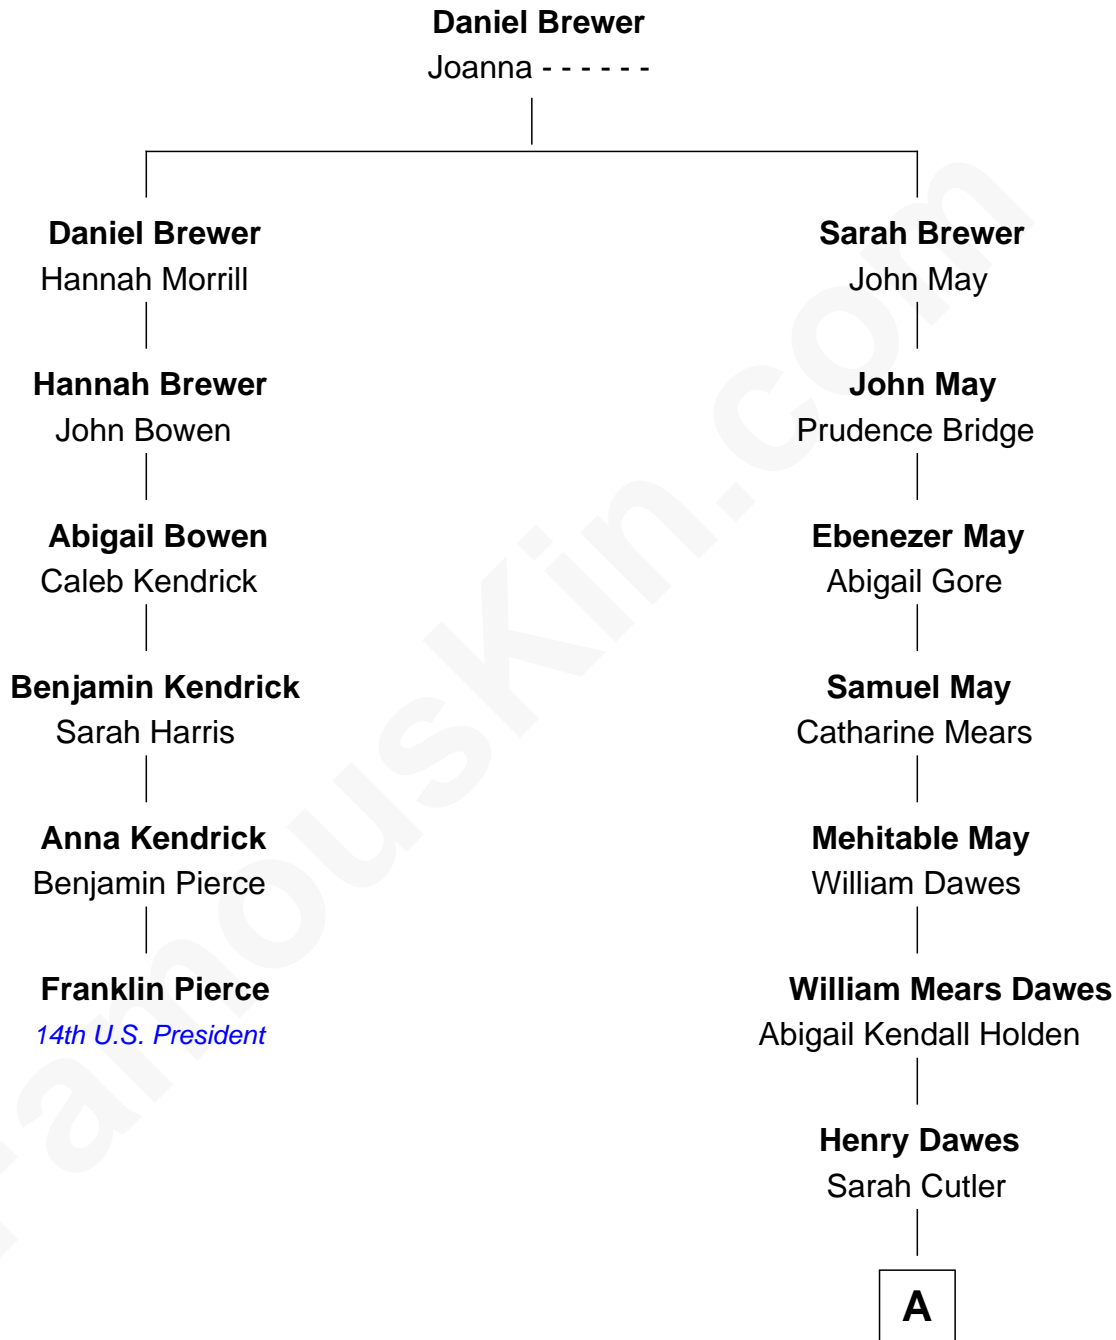 Daniel Brewer
Joanna - - - - - -
Daniel Brewer
Hannah Morrill
Hannah Brewer
John Bowen
Abigail Bowen
Caleb Kendrick
Benjamin Kendrick
Sarah Harris
Anna Kendrick
Benjamin Pierce
Franklin Pierce
14th U.S. President
Sarah Brewer
John May
John May
Prudence Bridge
Ebenezer May
Abigail Gore
Samuel May
Catharine Mears
Mehitable May
William Dawes
William Mears Dawes
Abigail Kendall Holden
Henry Dawes
Sarah Cutler
A
FamousKin.com